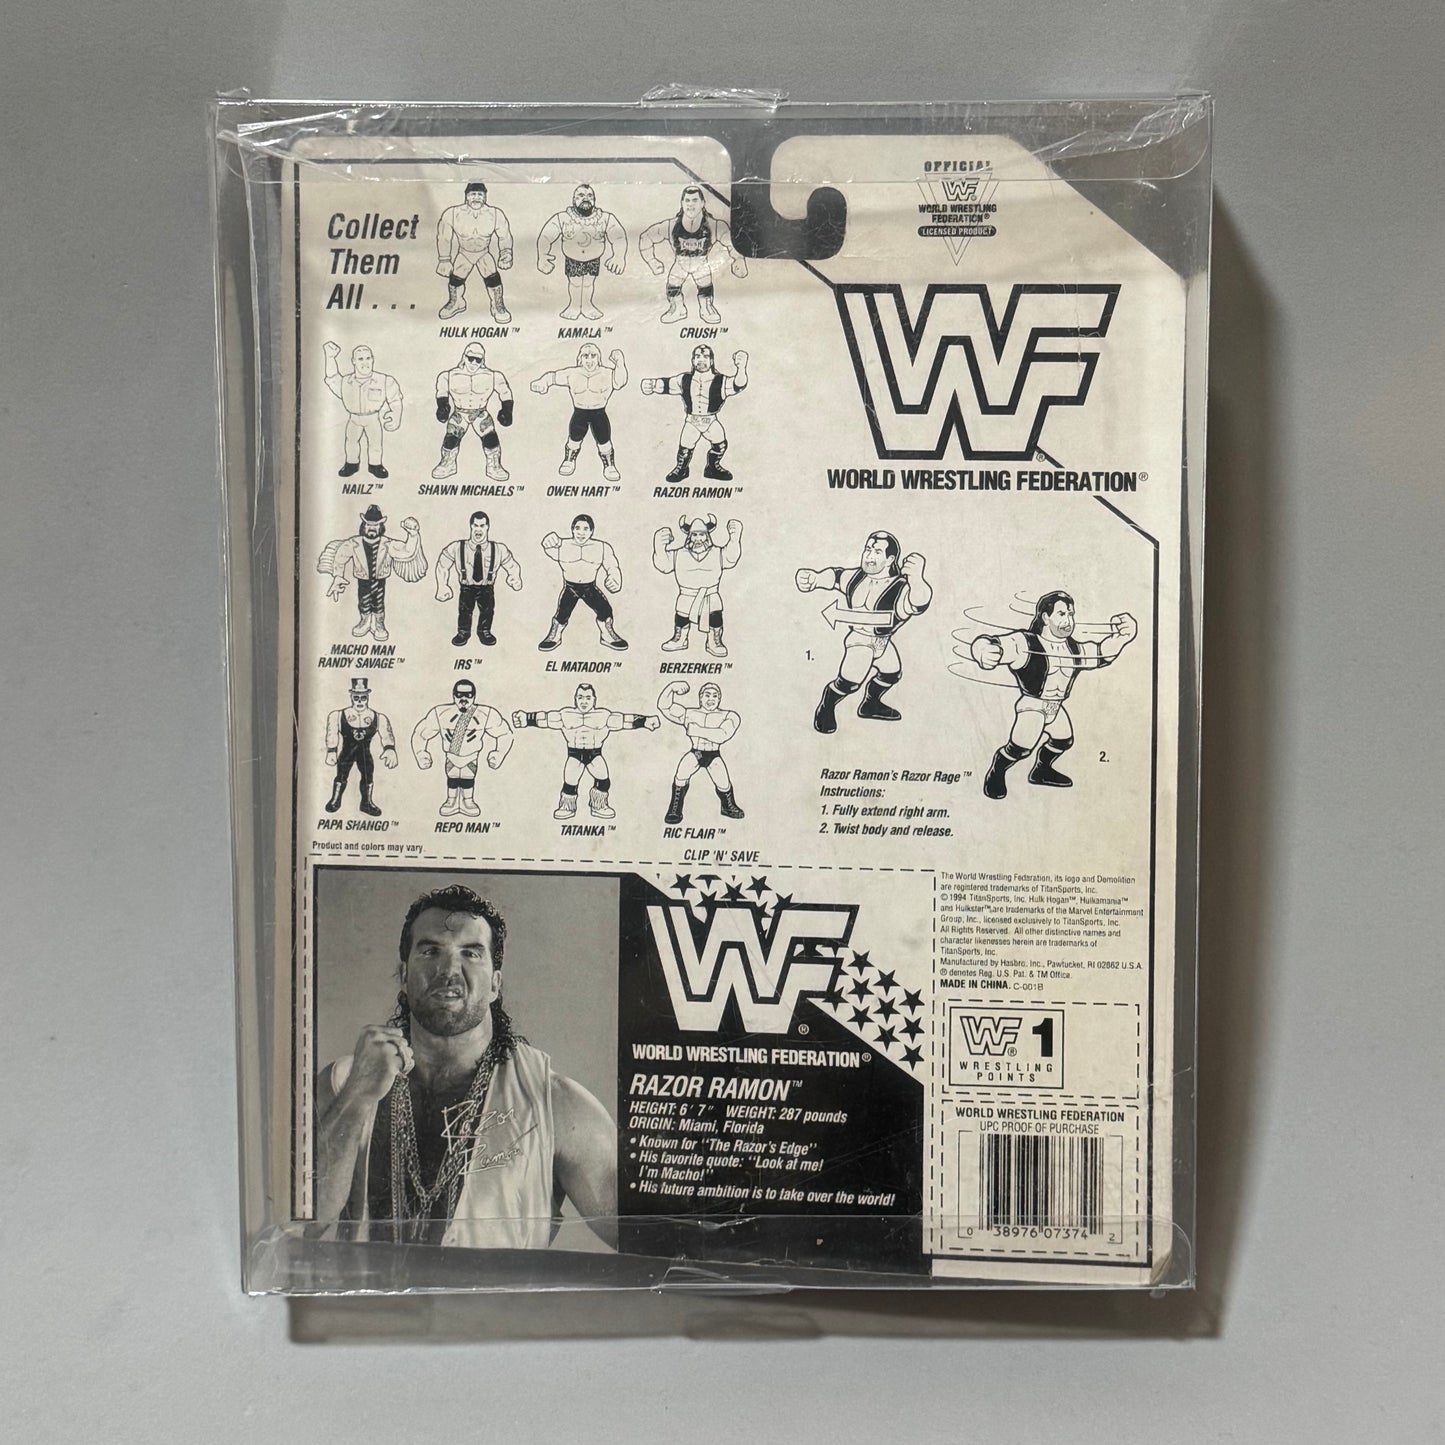 Collect
Them
All . . .
HULK HOGAN™
KAMALA™
CRUSH™
CRUSH
NAILZ™
SHAWN MICHAELS™
OWEN HART™
RAZOR RAMON™
MACHO MAN
RANDY SAVAGE™
IRS™
EL MATADOR™
BERZERKER™
PAPA SHANGO™
REPO MAN™
TATANKA™
RIC FLAIR™
Product and colors may vary.
OFFICIAL
WF
WORLD WRESTLING
FEDERATION®
LICENSED PRODUCT
WF®
WORLD WRESTLING FEDERATION®
1.
2.
Razor Ramon's Razor Rage™
Instructions:
1. Fully extend right arm.
2. Twist body and release.
CLIP 'N' SAVE
WF®
WORLD WRESTLING FEDERATION®
RAZOR RAMON™
HEIGHT: 6' 7" WEIGHT: 287 pounds
ORIGIN: Miami, Florida
• Known for "The Razor's Edge"
• His favorite quote: "Look at me!
I'm Macho!"
• His future ambition is to take over the world!
Razor
Ramon
The World Wrestling Federation, its logo and Demolition
are registered trademarks of TitanSports, Inc.
© 1994 TitanSports, Inc. Hulk Hogan™, Hulkamania™
and Hulkster™ are trademarks of the Marvel Entertainment
Group, Inc., licensed exclusively to TitanSports, Inc.
All Rights Reserved. All other distinctive names and
character likenesses herein are trademarks of
TitanSports, Inc.
Manufactured by Hasbro, Inc., Pawtucket, RI 02862 U.S.A.
® denotes Reg. U.S. Pat. & TM Office.
MADE IN CHINA. C-001B
WF® 1
WRESTLING
POINTS
WORLD WRESTLING FEDERATION
UPC PROOF OF PURCHASE
0 38976 07374 2